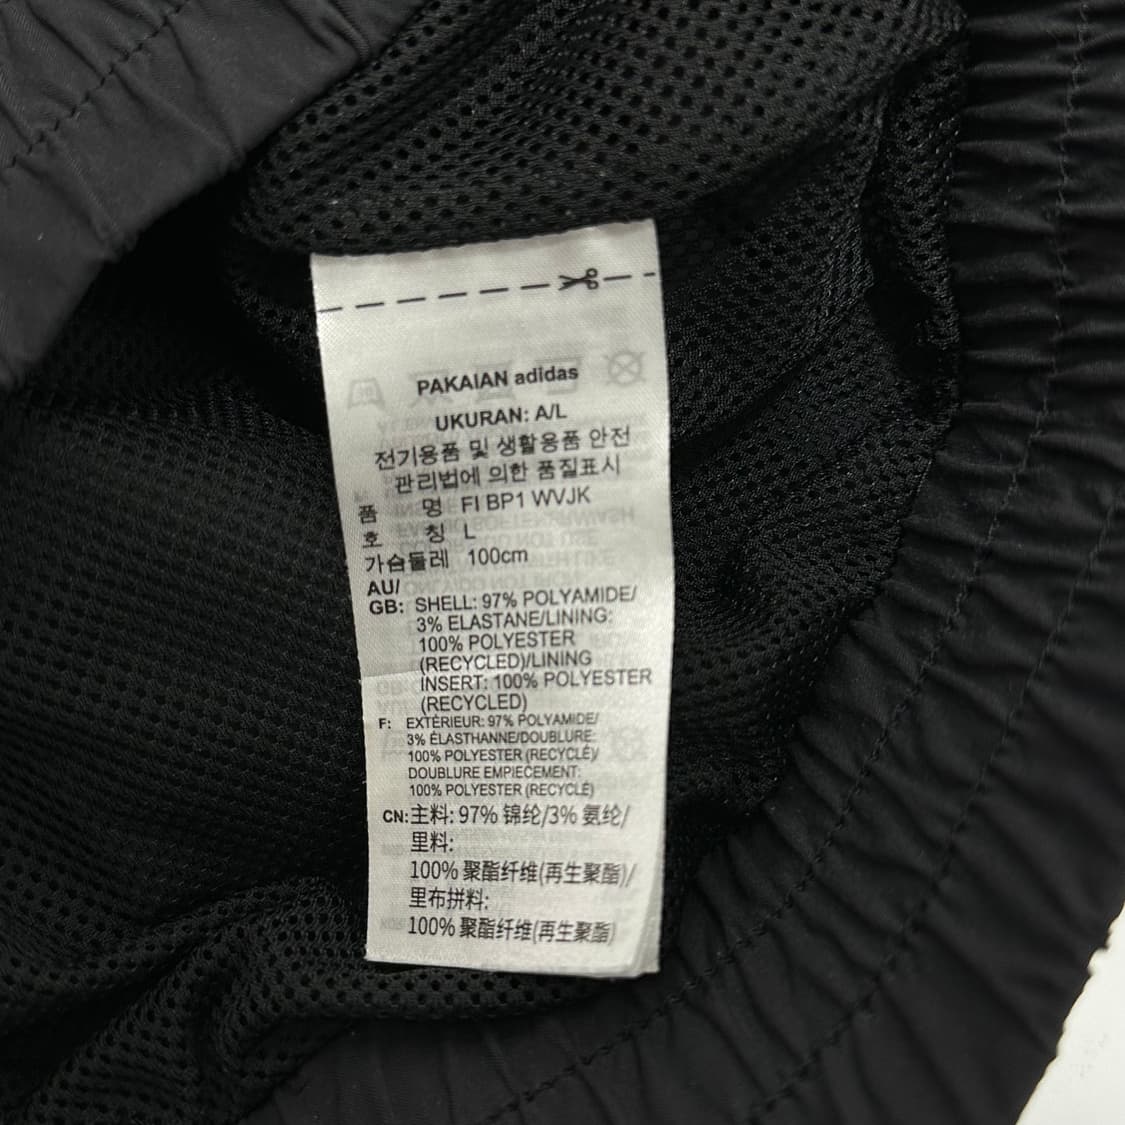 PAKAIAN adidas
UKURAN: A/L
전기용품 및 생활용품 안전
관리법에 의한 품질표시
품 명 FI BP1 WVJK
호 칭 L
가슴둘레 100cm
AU/
GB: SHELL: 97% POLYAMIDE/
3% ELASTANE/LINING:
100% POLYESTER
(RECYCLED)/LINING
INSERT: 100% POLYESTER
(RECYCLED)
F: EXTÉRIEUR: 97% POLYAMIDE/
3% ÉLASTHANNE/DOUBLURE:
100% POLYESTER (RECYCLÉ)/
DOUBLURE EMPIECEMENT:
100% POLYESTER (RECYCLÉ)
CN: 主料: 97% 锦纶/3% 氨纶/
里料:
100% 聚酯纤维(再生聚酯)/
里布拼料:
100% 聚酯纤维(再生聚酯)